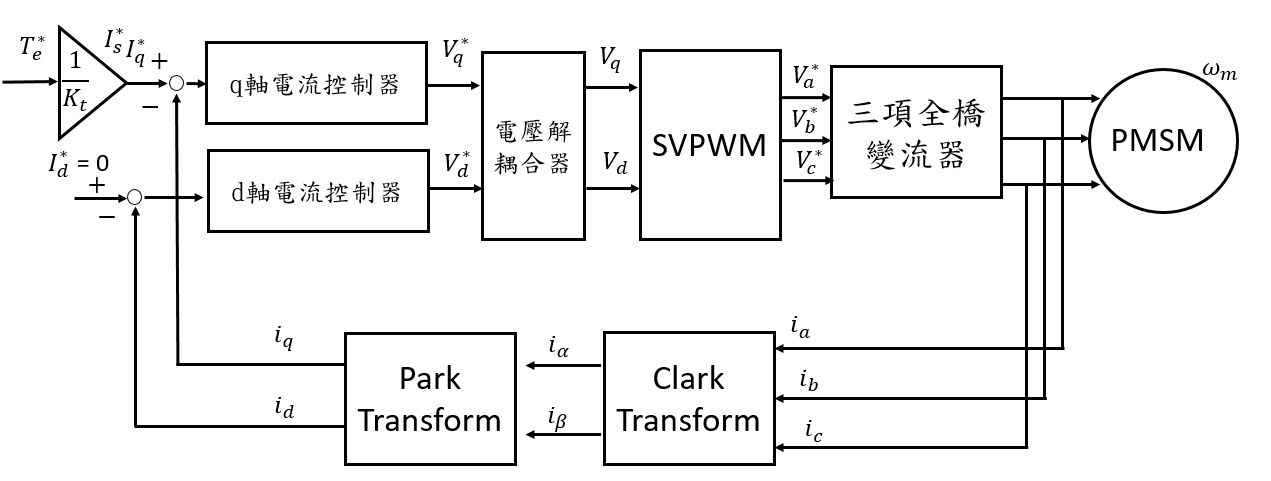 T_e^*
1
K_t
I_s^* I_q^*
+
−
I_d^* = 0
+
−
q軸電流控制器
d軸電流控制器
V_q^*
V_d^*
電壓解
耦合器
V_q
V_d
SVPWM
V_a^*
V_b^*
V_c^*
三項全橋
變流器
ω_m
PMSM
i_q
i_d
Park
Transform
i_α
i_β
Clark
Transform
i_a
i_b
i_c